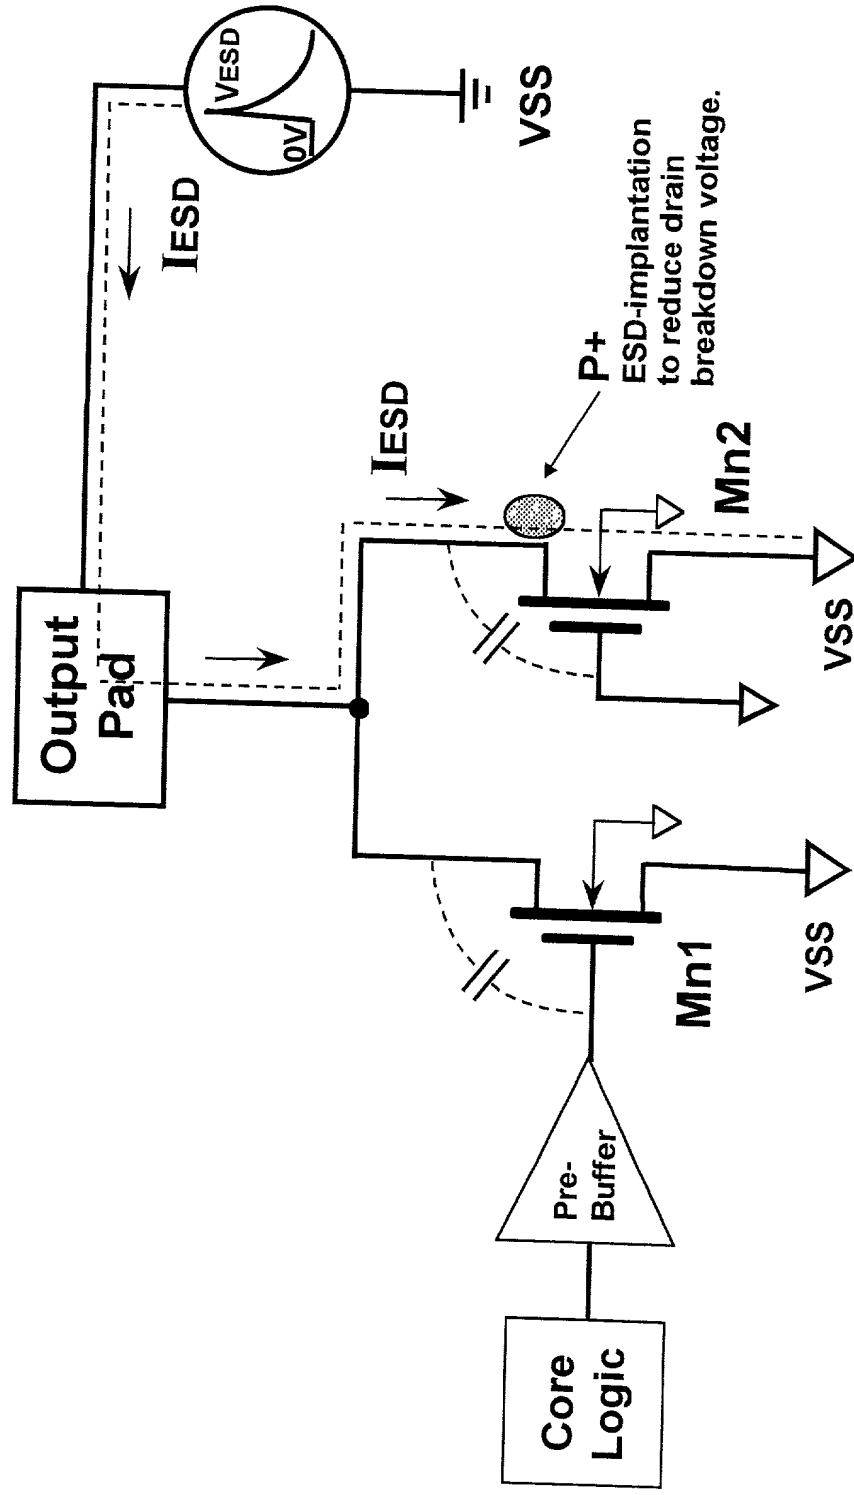 Output
Pad
IESD
VESD
0V
VSS
IESD
P+
ESD-implantation
to reduce drain
breakdown voltage.
Core
Logic
Pre-
Buffer
Mn1
Mn2
VSS
VSS